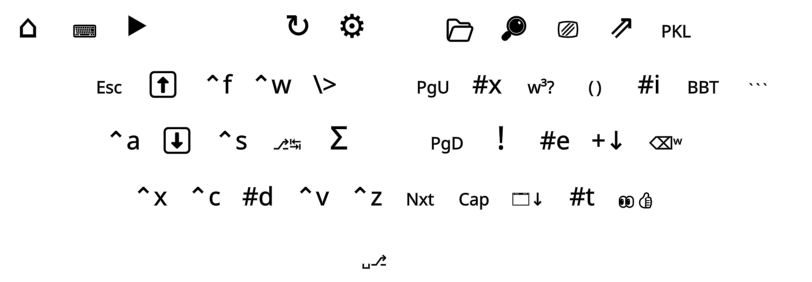 ⌂ ⌨ ▶ ↻ ⚙ 🗁 🔎 ⎚ ⇗ PKL
Esc ⬆ ^f ^w \> PgU #x w³? () #i BBT ```
^a ⬇ ^s ⎇↹ Σ PgD ! #e +↓ ⌫ʷ
^x ^c #d ^v ^z Nxt Cap 🗔↓ #t 👀👍
␣⎇